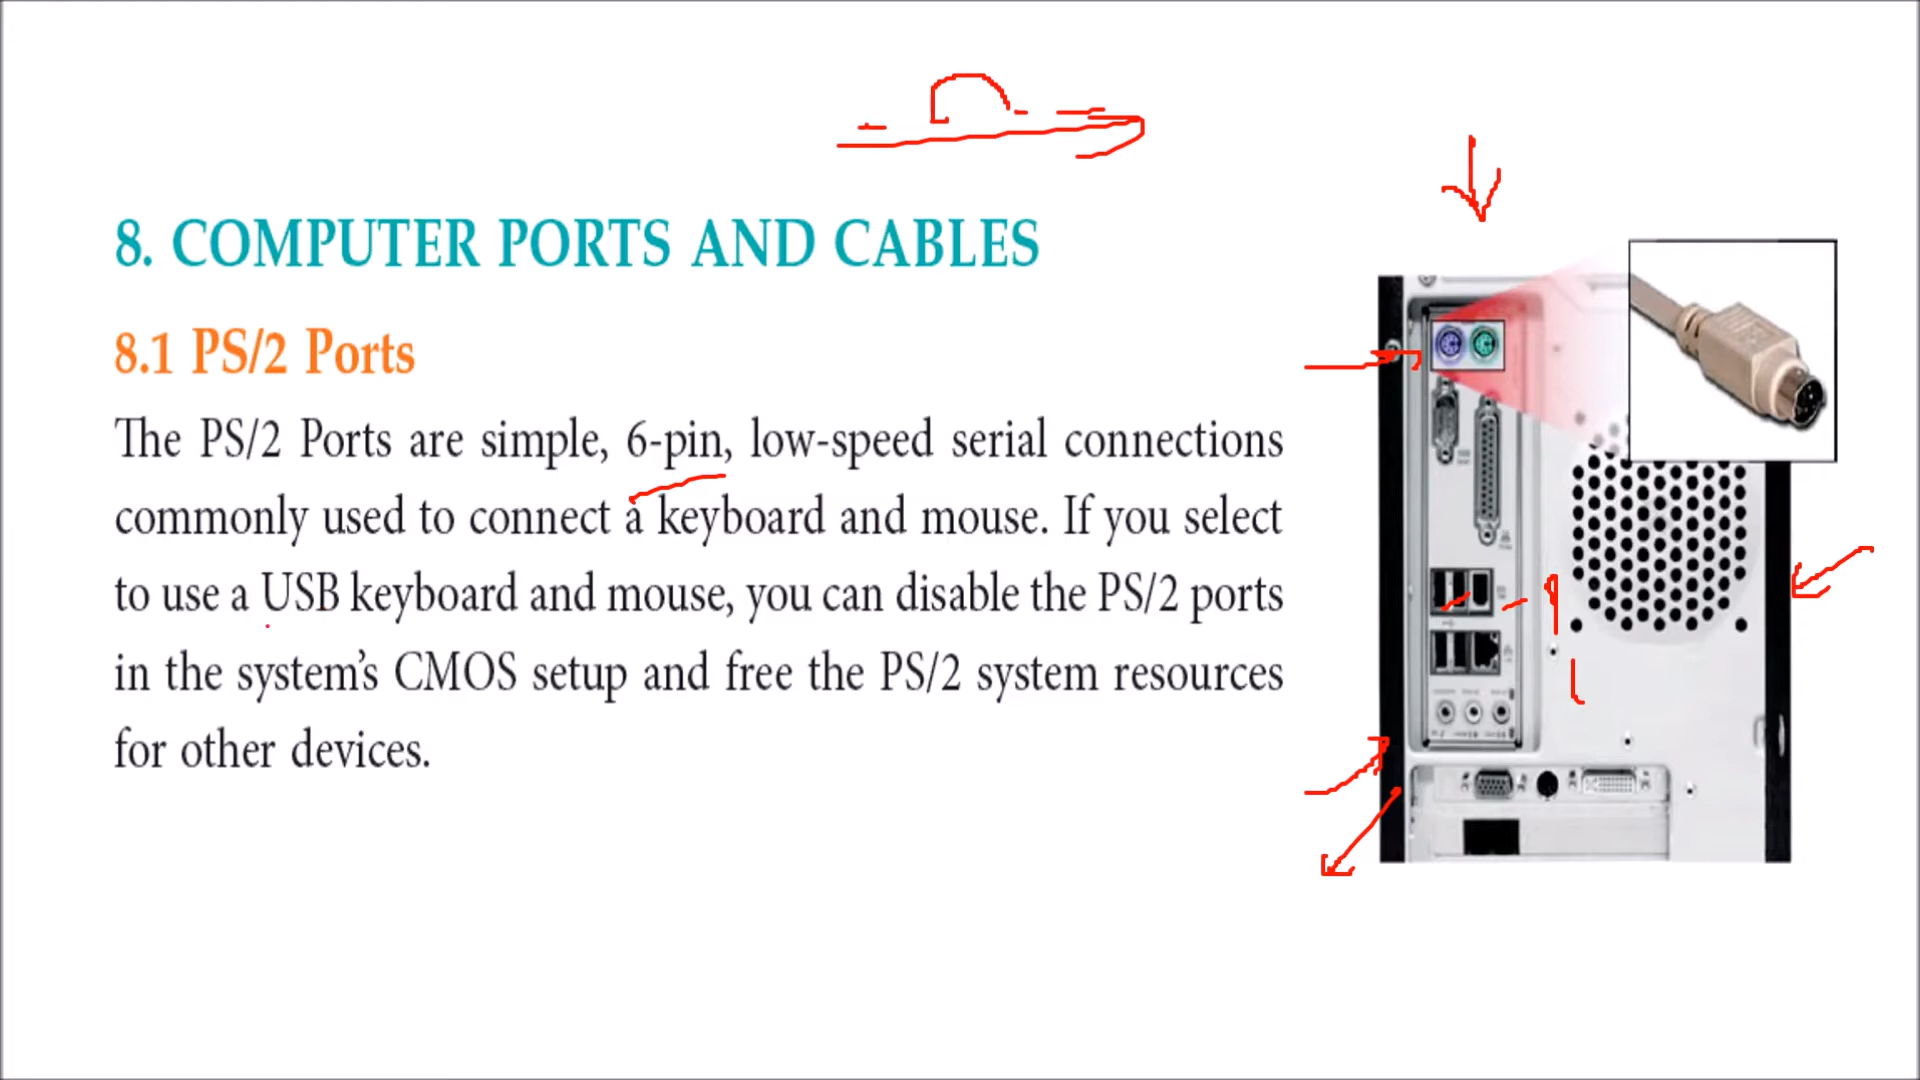 8. COMPUTER PORTS AND CABLES
8.1 PS/2 Ports
The PS/2 Ports are simple, 6-pin, low-speed serial connections
commonly used to connect a keyboard and mouse. If you select
to use a USB keyboard and mouse, you can disable the PS/2 ports
in the system's CMOS setup and free the PS/2 system resources
for other devices.